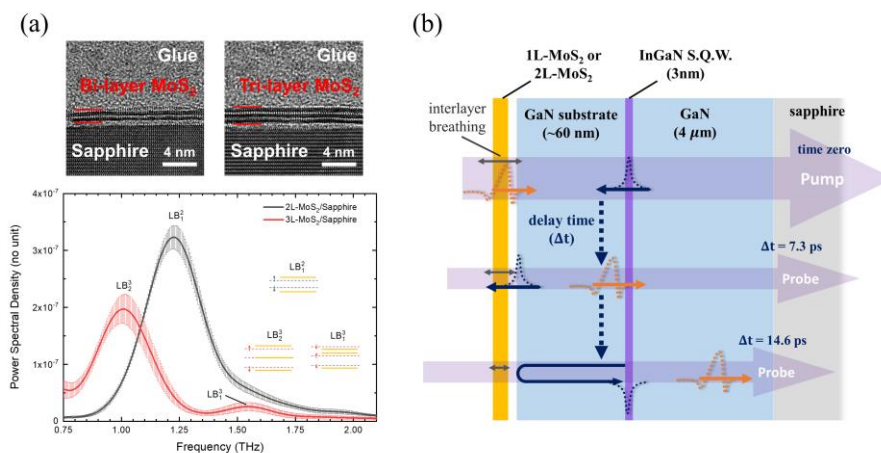 (a)
Glue
Bi-layer MoS₂
Sapphire
4 nm
Glue
Tri-layer MoS₂
Sapphire
4 nm
4x10⁻⁷
3x10⁻⁷
2x10⁻⁷
1x10⁻⁷
0
Power Spectral Density (no unit)
2L-MoS₂/Sapphire
3L-MoS₂/Sapphire
LB²₁
LB³₂
LB²₁
LB³₂
LB³₁
LB³₁
0.75
1.00
1.25
1.50
1.75
2.00
Frequency (THz)
(b)
1L-MoS₂ or
2L-MoS₂
InGaN S.Q.W.
(3nm)
interlayer
breathing
GaN substrate
(~60 nm)
GaN
(4 μm)
sapphire
time zero
Pump
delay time
(Δt)
Δt = 7.3 ps
Probe
Δt = 14.6 ps
Probe